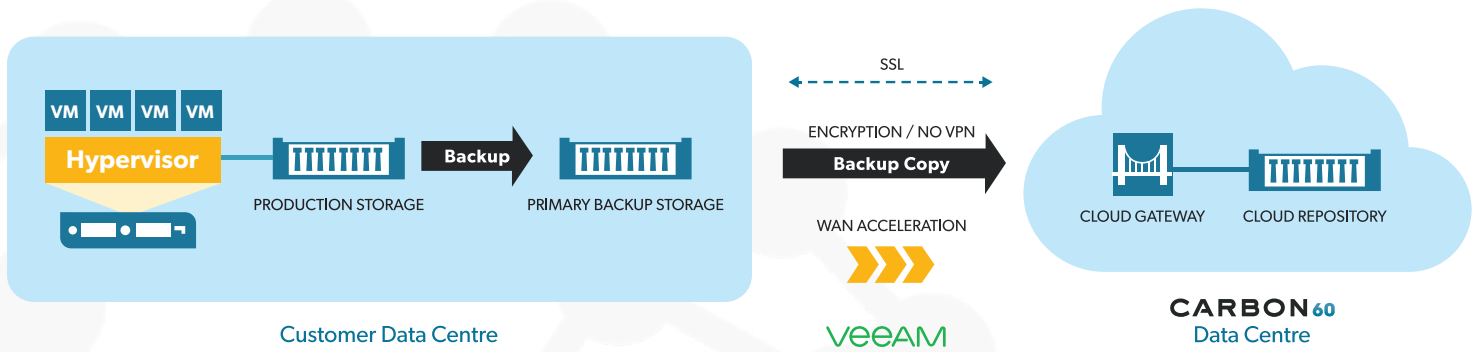 VM VM VM VM
Hypervisor
Backup
PRODUCTION STORAGE
PRIMARY BACKUP STORAGE
Customer Data Centre
SSL
ENCRYPTION / NO VPN
Backup Copy
WAN ACCELERATION
veeAM
CLOUD GATEWAY
CLOUD REPOSITORY
CARBON60
Data Centre